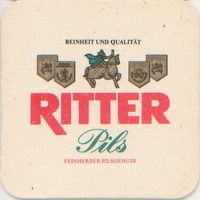 REINHEIT UND QUALITÄT
RITTER
Pils
FEINHERBER PILSGENUSS